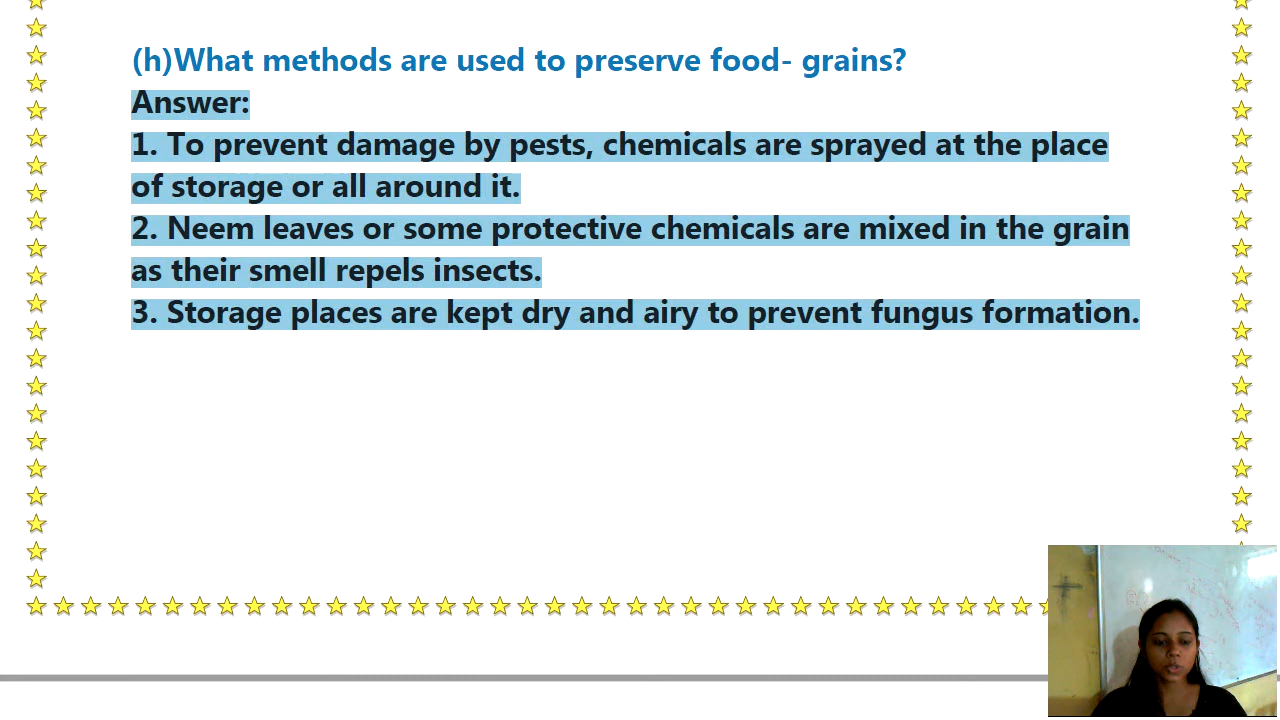 (h)What methods are used to preserve food- grains?
Answer:
1. To prevent damage by pests, chemicals are sprayed at the place
of storage or all around it.
2. Neem leaves or some protective chemicals are mixed in the grain
as their smell repels insects.
3. Storage places are kept dry and airy to prevent fungus formation.